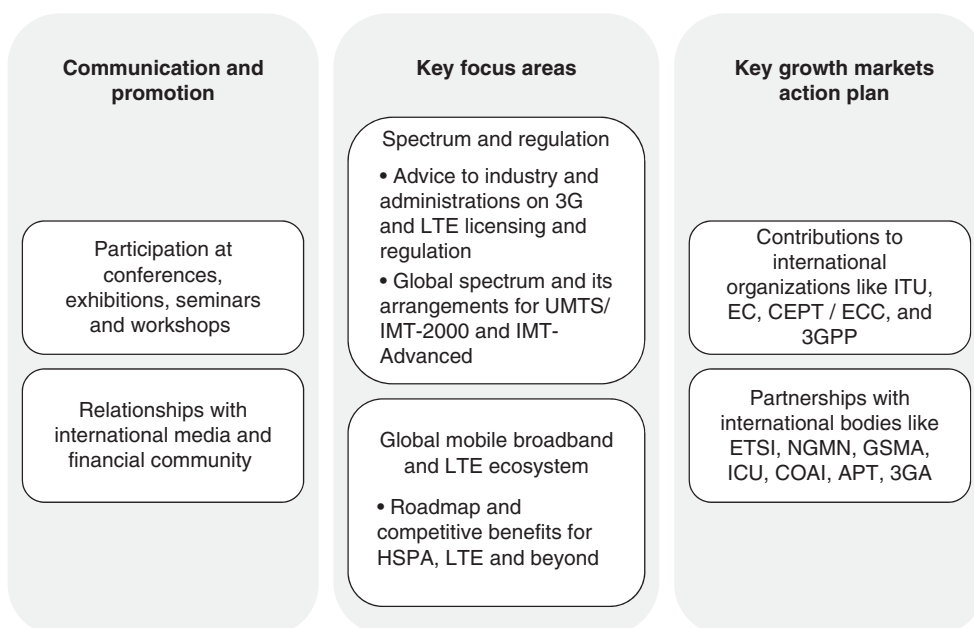 Communication and
promotion
Participation at
conferences,
exhibitions, seminars
and workshops
Relationships with
international media and
financial community
Key focus areas
Spectrum and regulation
• Advice to industry and
administrations on 3G
and LTE licensing and
regulation
• Global spectrum and its
arrangements for UMTS/
IMT-2000 and IMT-
Advanced
Global mobile broadband
and LTE ecosystem
• Roadmap and
competitive benefits for
HSPA, LTE and beyond
Key growth markets
action plan
Contributions to
international
organizations like ITU,
EC, CEPT / ECC, and
3GPP
Partnerships with
international bodies like
ETSI, NGMN, GSMA,
ICU, COAI, APT, 3GA